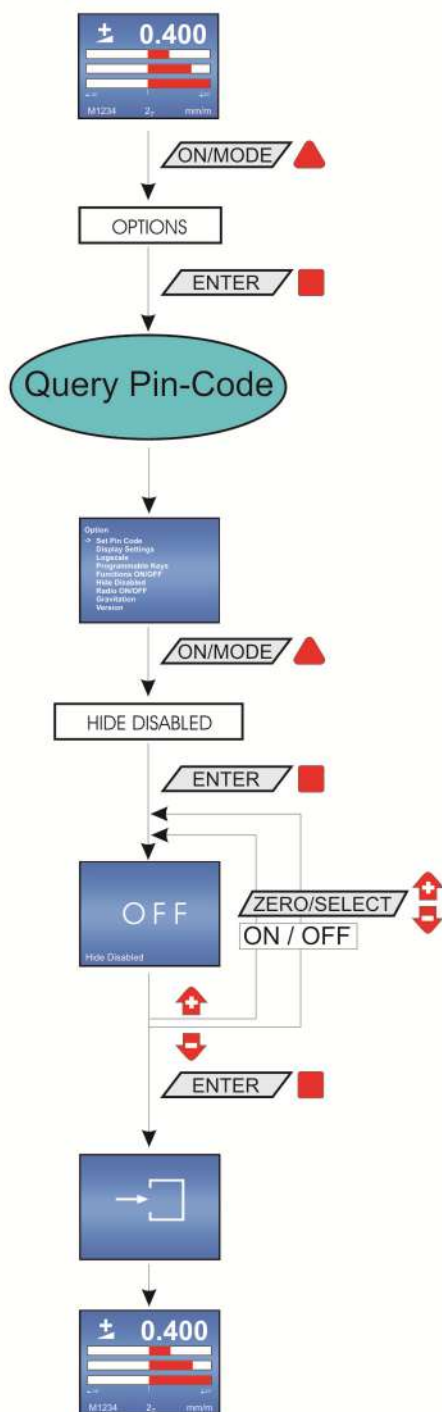 ± 0.400
M1234 2T mm/m
ON/MODE
OPTIONS
ENTER
Query Pin-Code
Option
-> Set Pin Code
Display Settings
Logscale
Programmable Keys
Functions ON/OFF
Hide Disabled
Radio ON/OFF
Gravitation
Version
ON/MODE
HIDE DISABLED
ENTER
OFF
Hide Disabled
ZERO/SELECT
ON / OFF
ENTER
± 0.400
M1234 2T mm/m